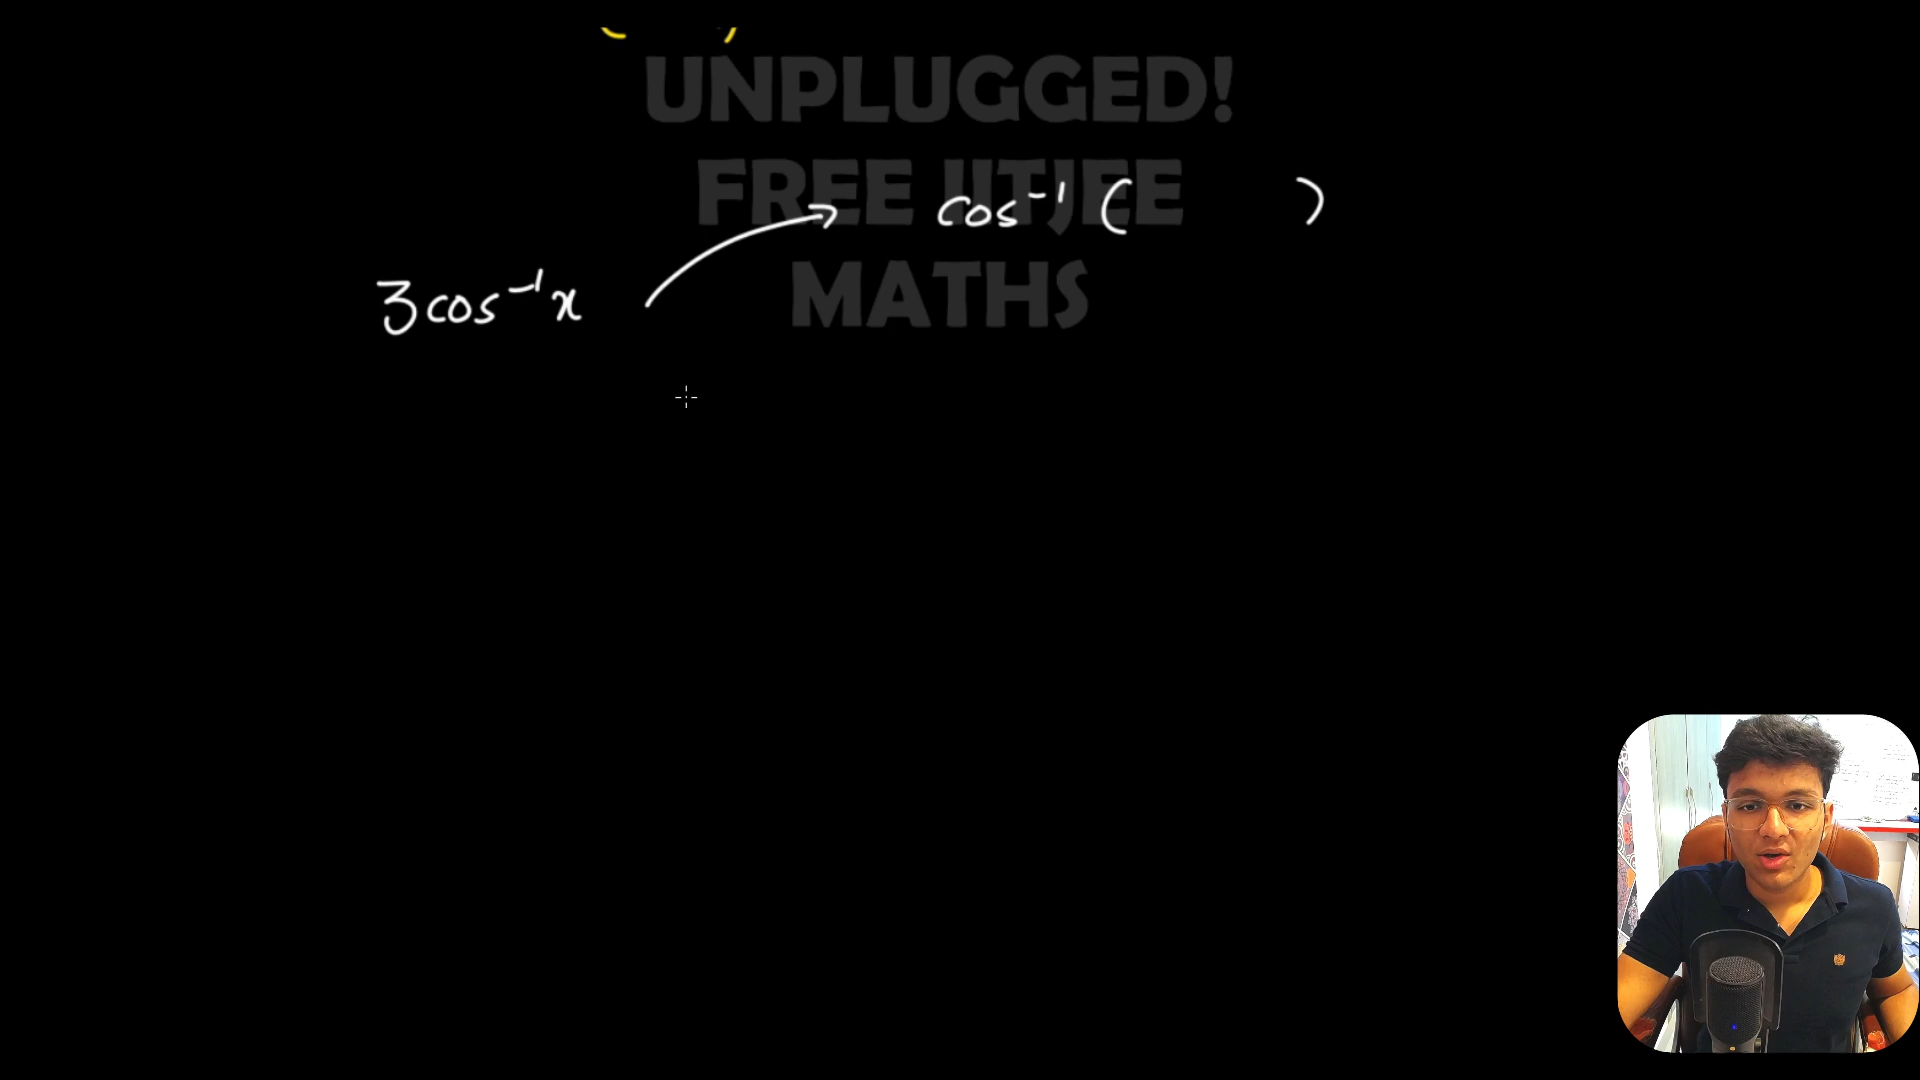 UNPLUGGED!
FREE IITJEE
cos⁻¹ ( )
3cos⁻¹x
MATHS